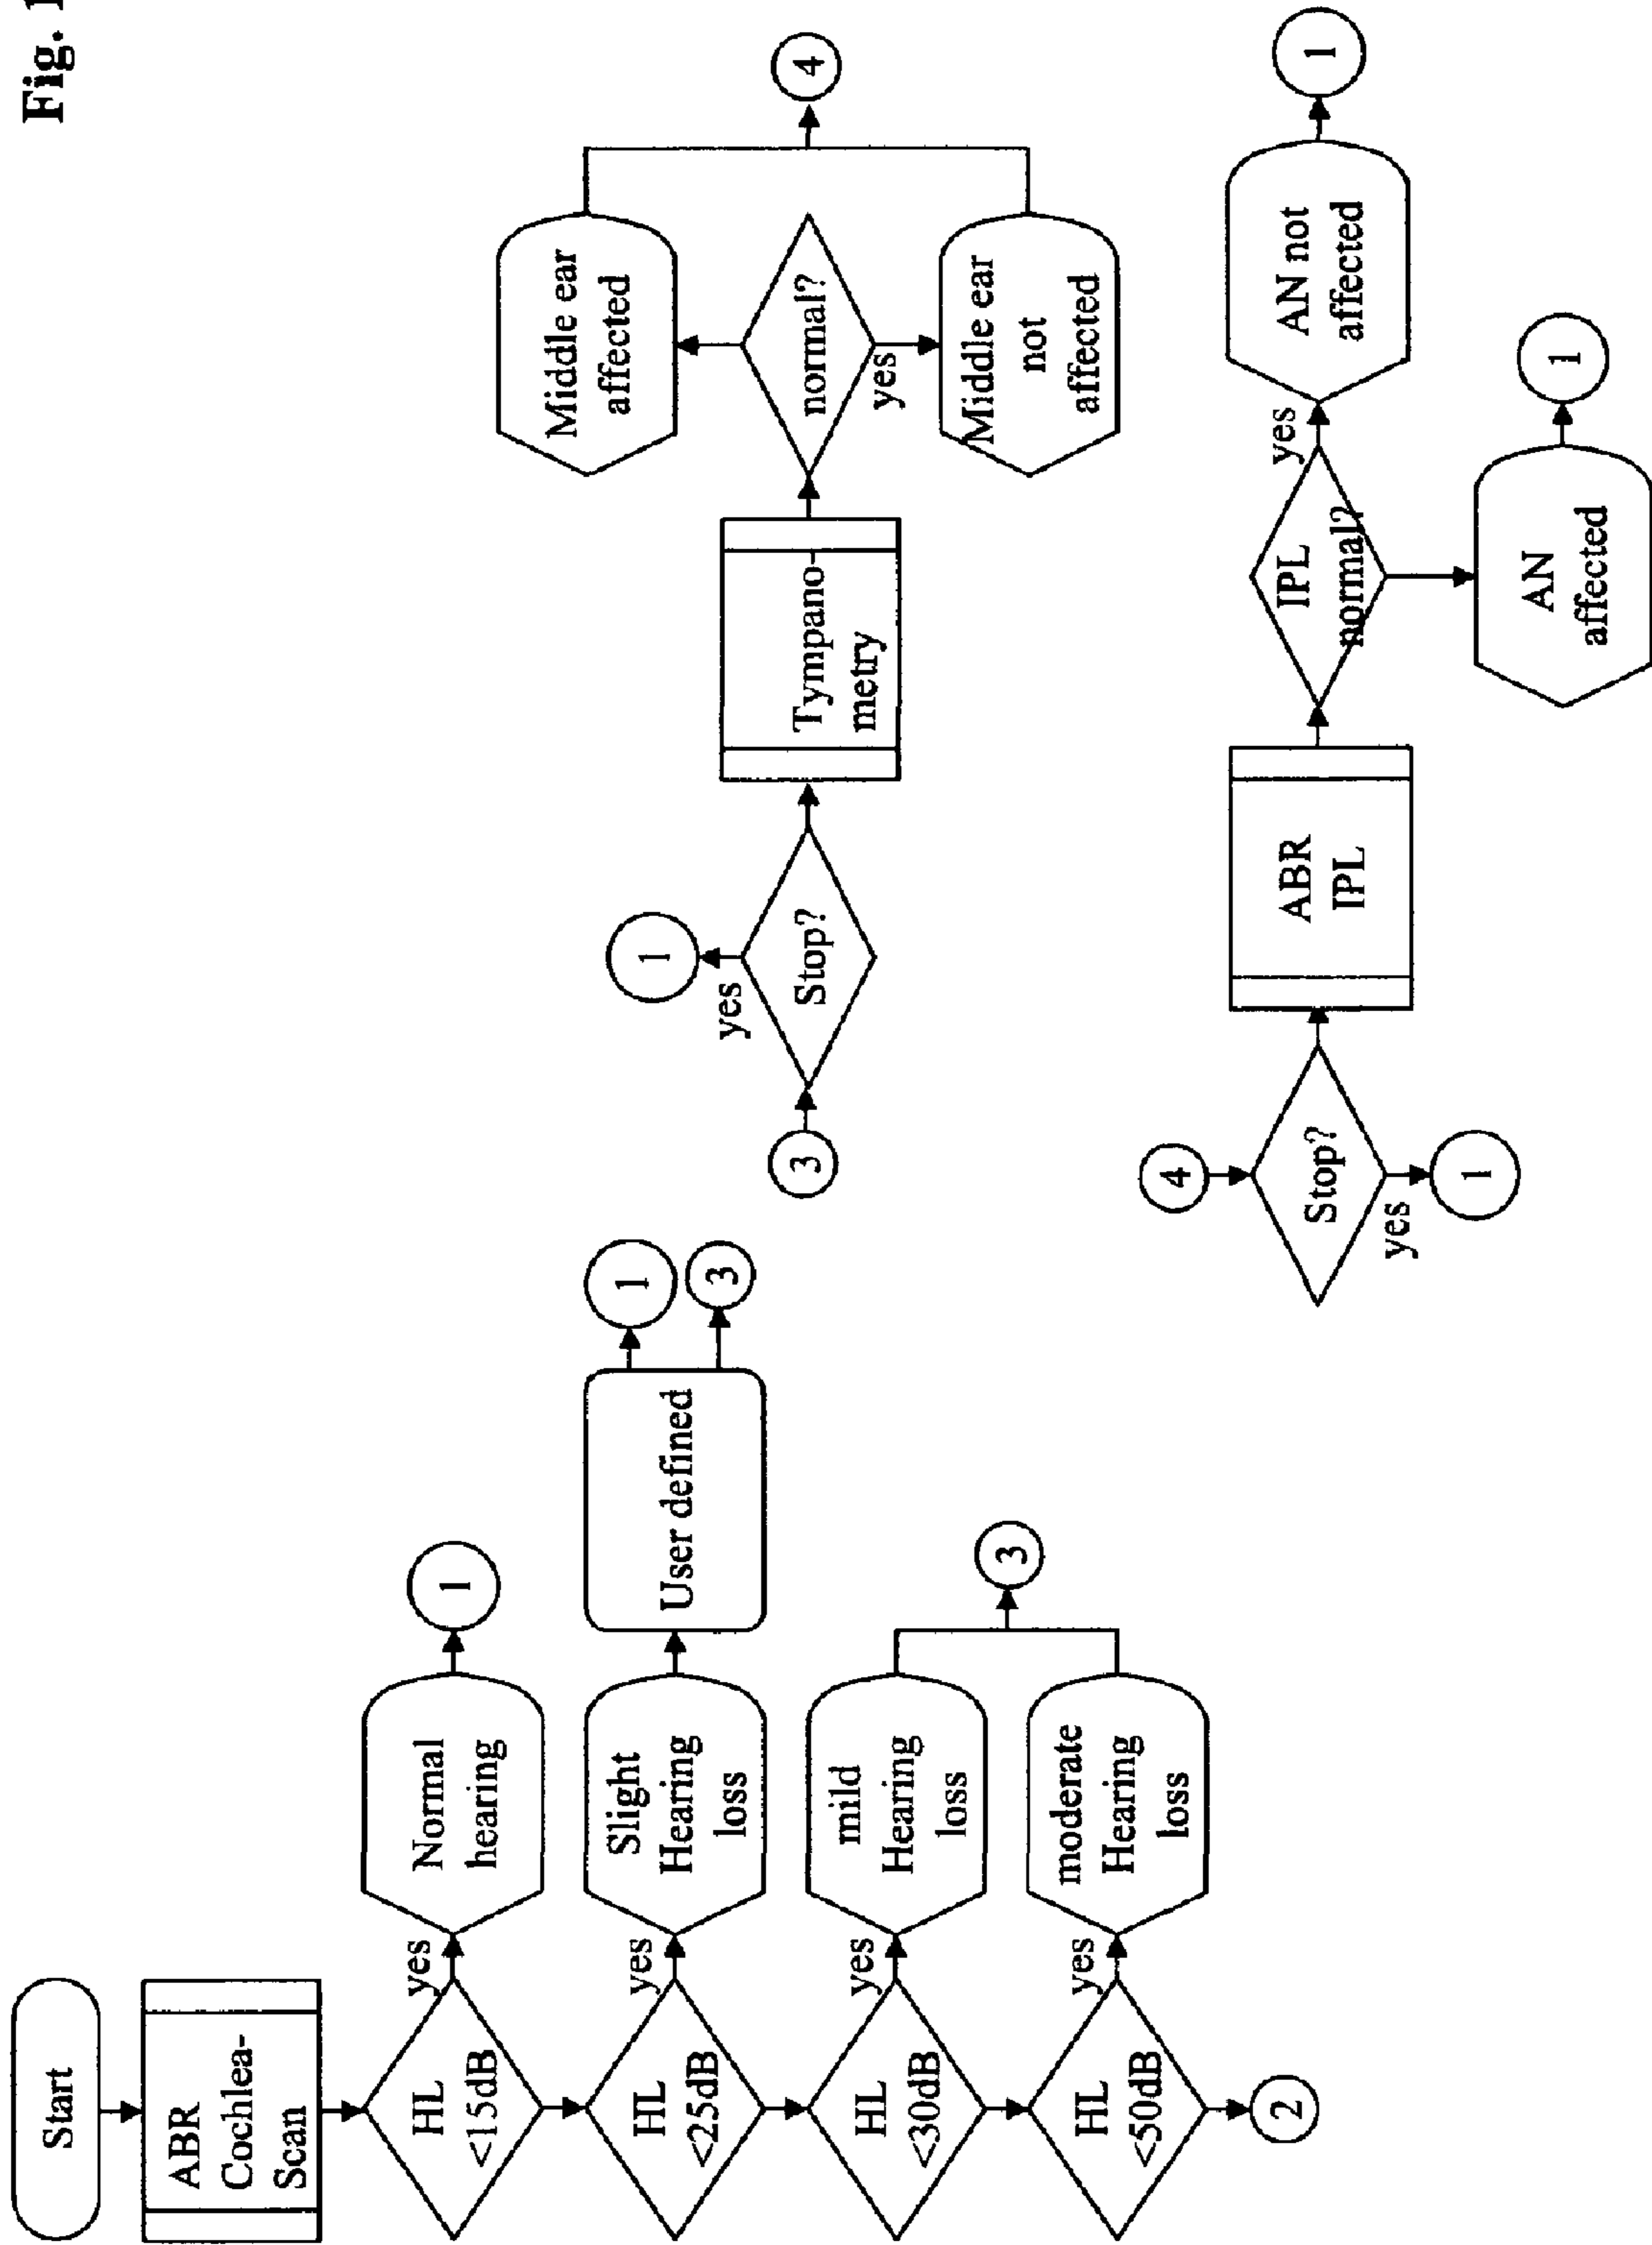 Fig. 1
Start
ABR
Cochlea-
Scan
HL
<15dB
yes
Normal
hearing
1
HL
<25dB
yes
Slight
Hearing
loss
User defined
1
3
HL
<30dB
yes
mild
Hearing
loss
HL
<50dB
yes
moderate
Hearing
loss
3
2
3
Stop?
yes
1
Tympano-
metry
normal?
yes
Middle ear
affected
Middle ear
not
affected
4
4
Stop?
yes
1
ABR
IPL
IPL
normal?
yes
AN not
affected
1
AN
affected
1